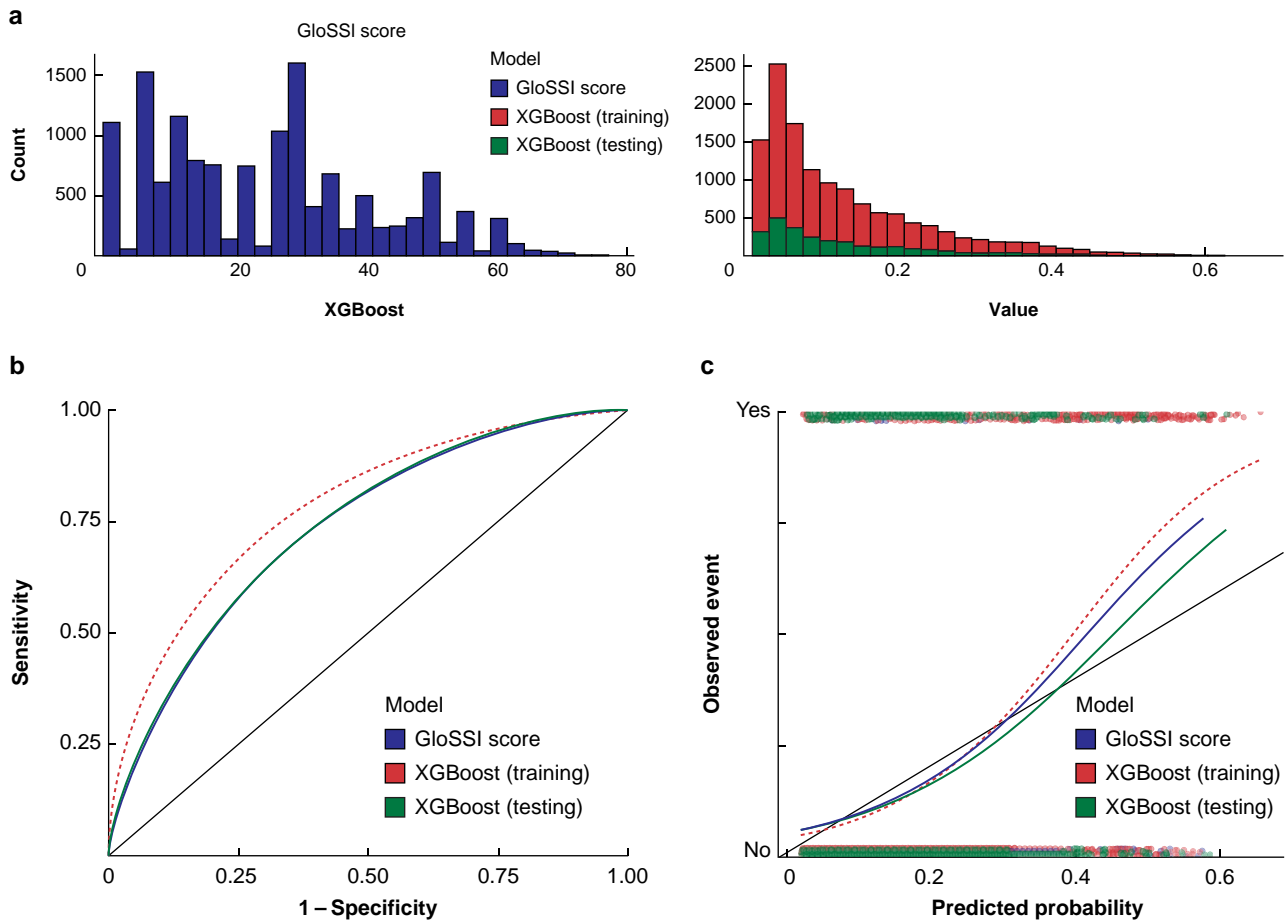 a
GloSSI score
1500
1000
500
0
Count
0
20
40
60
80
XGBoost
Model
GloSSI score
XGBoost (training)
XGBoost (testing)
2500
2000
1500
1000
500
0
0.2
0.4
0.6
Value
b
1.00
0.75
0.50
0.25
Sensitivity
0
0.25
0.50
0.75
1.00
1 – Specificity
Model
GloSSI score
XGBoost (training)
XGBoost (testing)
c
Yes
No
Observed event
0
0.2
0.4
0.6
Predicted probability
Model
GloSSI score
XGBoost (training)
XGBoost (testing)